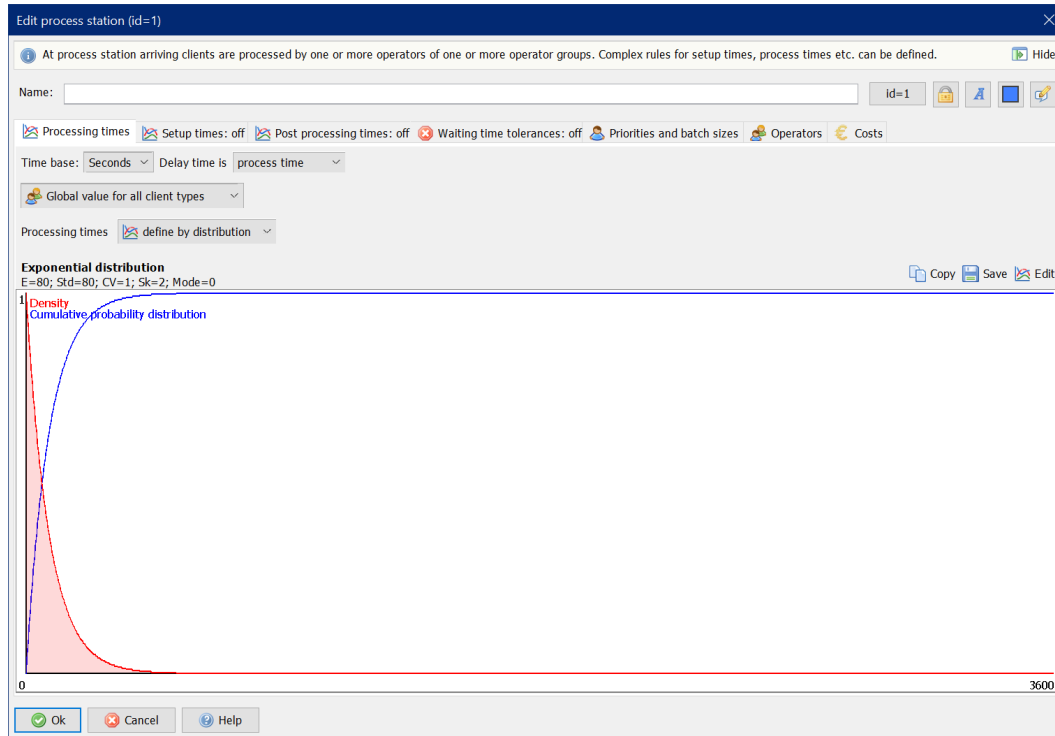 Edit process station (id=1)
At process station arriving clients are processed by one or more operators of one or more operator groups. Complex rules for setup times, process times etc. can be defined. Hide
Name: id=1 A
Processing times Setup times: off Post processing times: off Waiting time tolerances: off Priorities and batch sizes Operators Costs
Time base: Seconds Delay time is process time
Global value for all client types
Processing times define by distribution
Exponential distribution
E=80; Std=80; CV=1; Sk=2; Mode=0
Copy Save Edit
1 Density
Cumulative probability distribution
0 3600
Ok Cancel Help